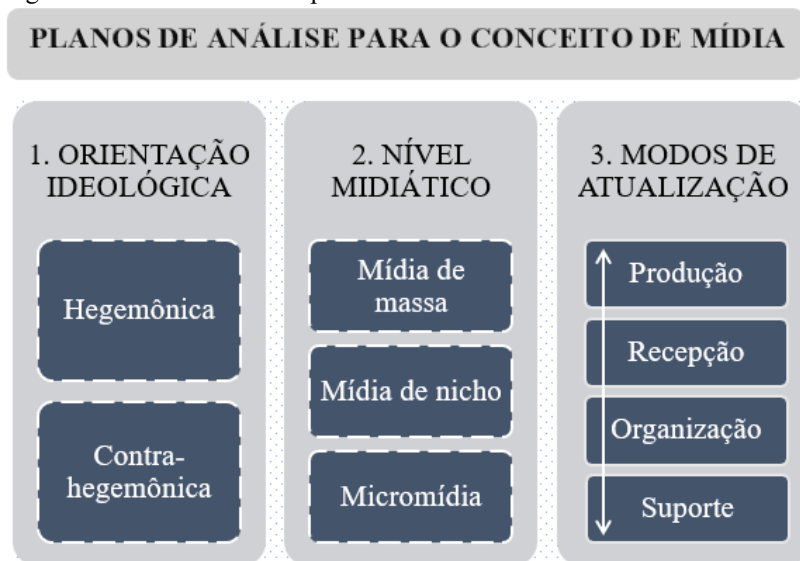 PLANOS DE ANÁLISE PARA O CONCEITO DE MÍDIA
1. ORIENTAÇÃO
IDEOLÓGICA
Hegemônica
Contra-
hegemônica
2. NÍVEL
MIDIÁTICO
Mídia de
massa
Mídia de nicho
Micromídia
3. MODOS DE
ATUALIZAÇÃO
Produção
Recepção
Organização
Suporte